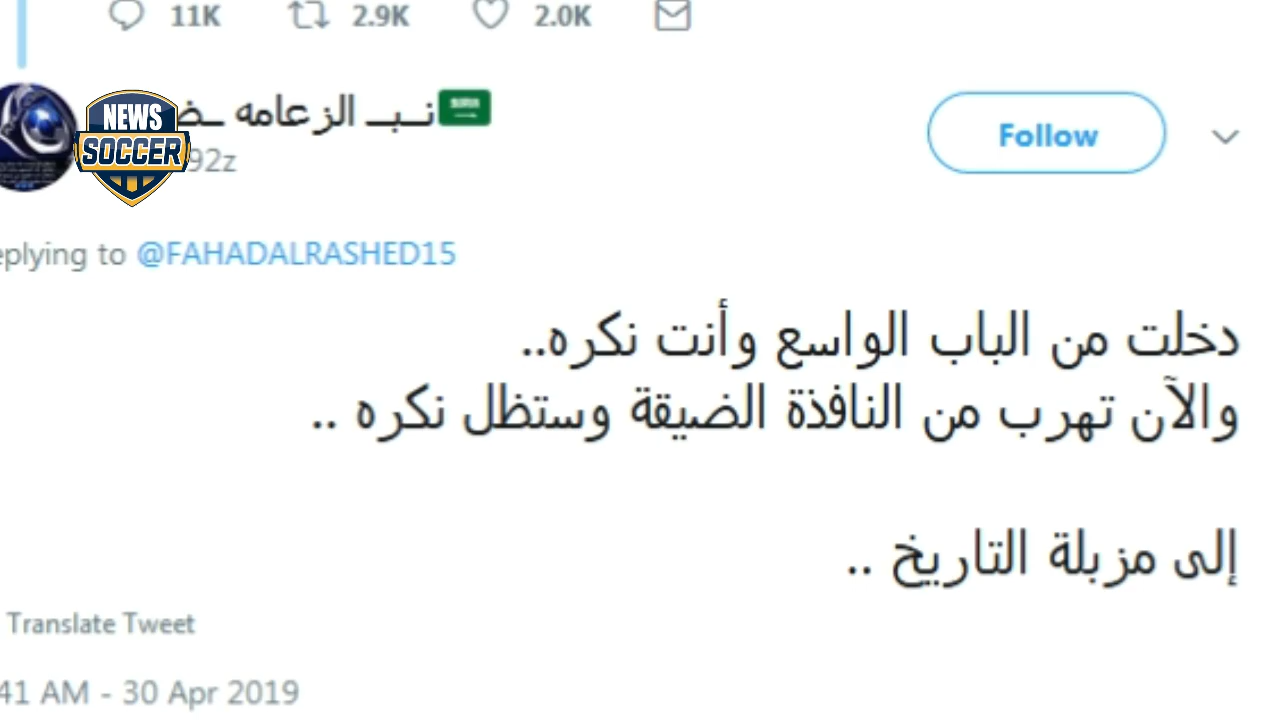 11K 2.9K 2.0K
نـبـ الزعامه ـض
NEWS
SOCCER
92z
Follow
eplying to @FAHADALRASHED15
دخلت من الباب الواسع وأنت نكره..
والآن تهرب من النافذة الضيقة وستظل نكره ..
إلى مزبلة التاريخ ..
Translate Tweet
41 AM - 30 Apr 2019